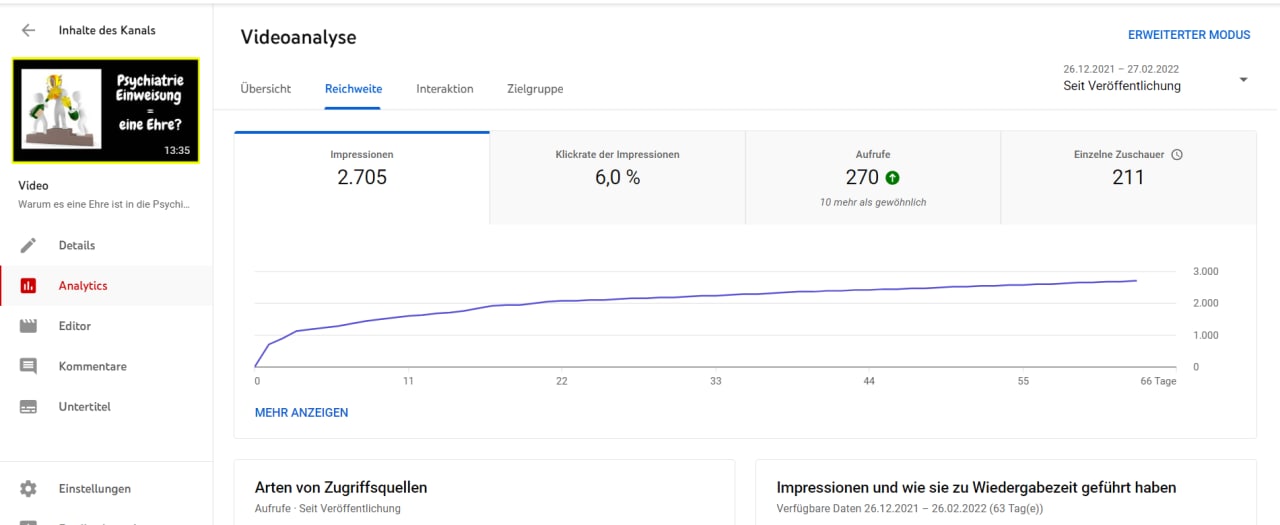 Inhalte des Kanals
Psychiatrie
Einweisung
=
eine Ehre?
13:35
Video
Warum es eine Ehre ist in die Psychi...
Details
Analytics
Editor
Kommentare
Untertitel
Einstellungen
Videoanalyse
ERWEITERTER MODUS
26.12.2021 – 27.02.2022
Seit Veröffentlichung
Übersicht
Reichweite
Interaktion
Zielgruppe
Impressionen
2.705
Klickrate der Impressionen
6,0 %
Aufrufe
270
10 mehr als gewöhnlich
Einzelne Zuschauer
211
3.000
2.000
1.000
0
0 11 22 33 44 55 66 Tage
MEHR ANZEIGEN
Arten von Zugriffsquellen
Aufrufe · Seit Veröffentlichung
Impressionen und wie sie zu Wiedergabezeit geführt haben
Verfügbare Daten 26.12.2021 – 26.02.2022 (63 Tag(e))